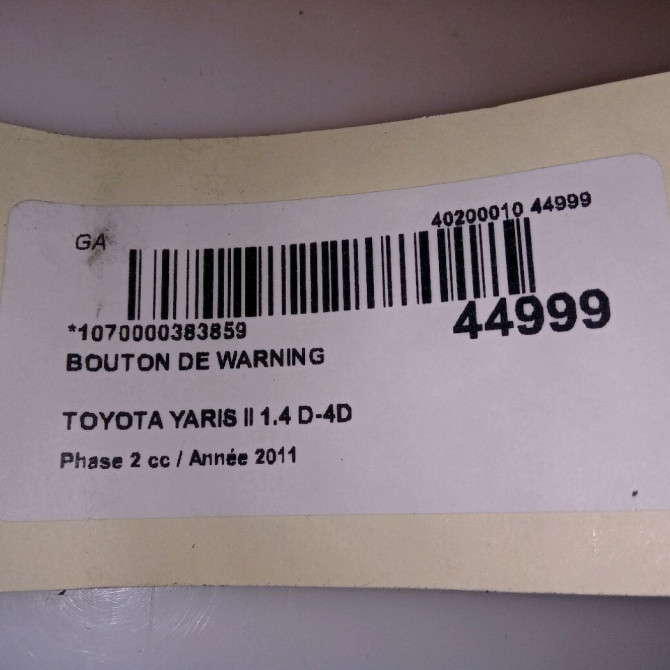 GA
40200010 44999
*1070000383859
44999
BOUTON DE WARNING
TOYOTA YARIS II 1.4 D-4D
Phase 2 cc / Année 2011